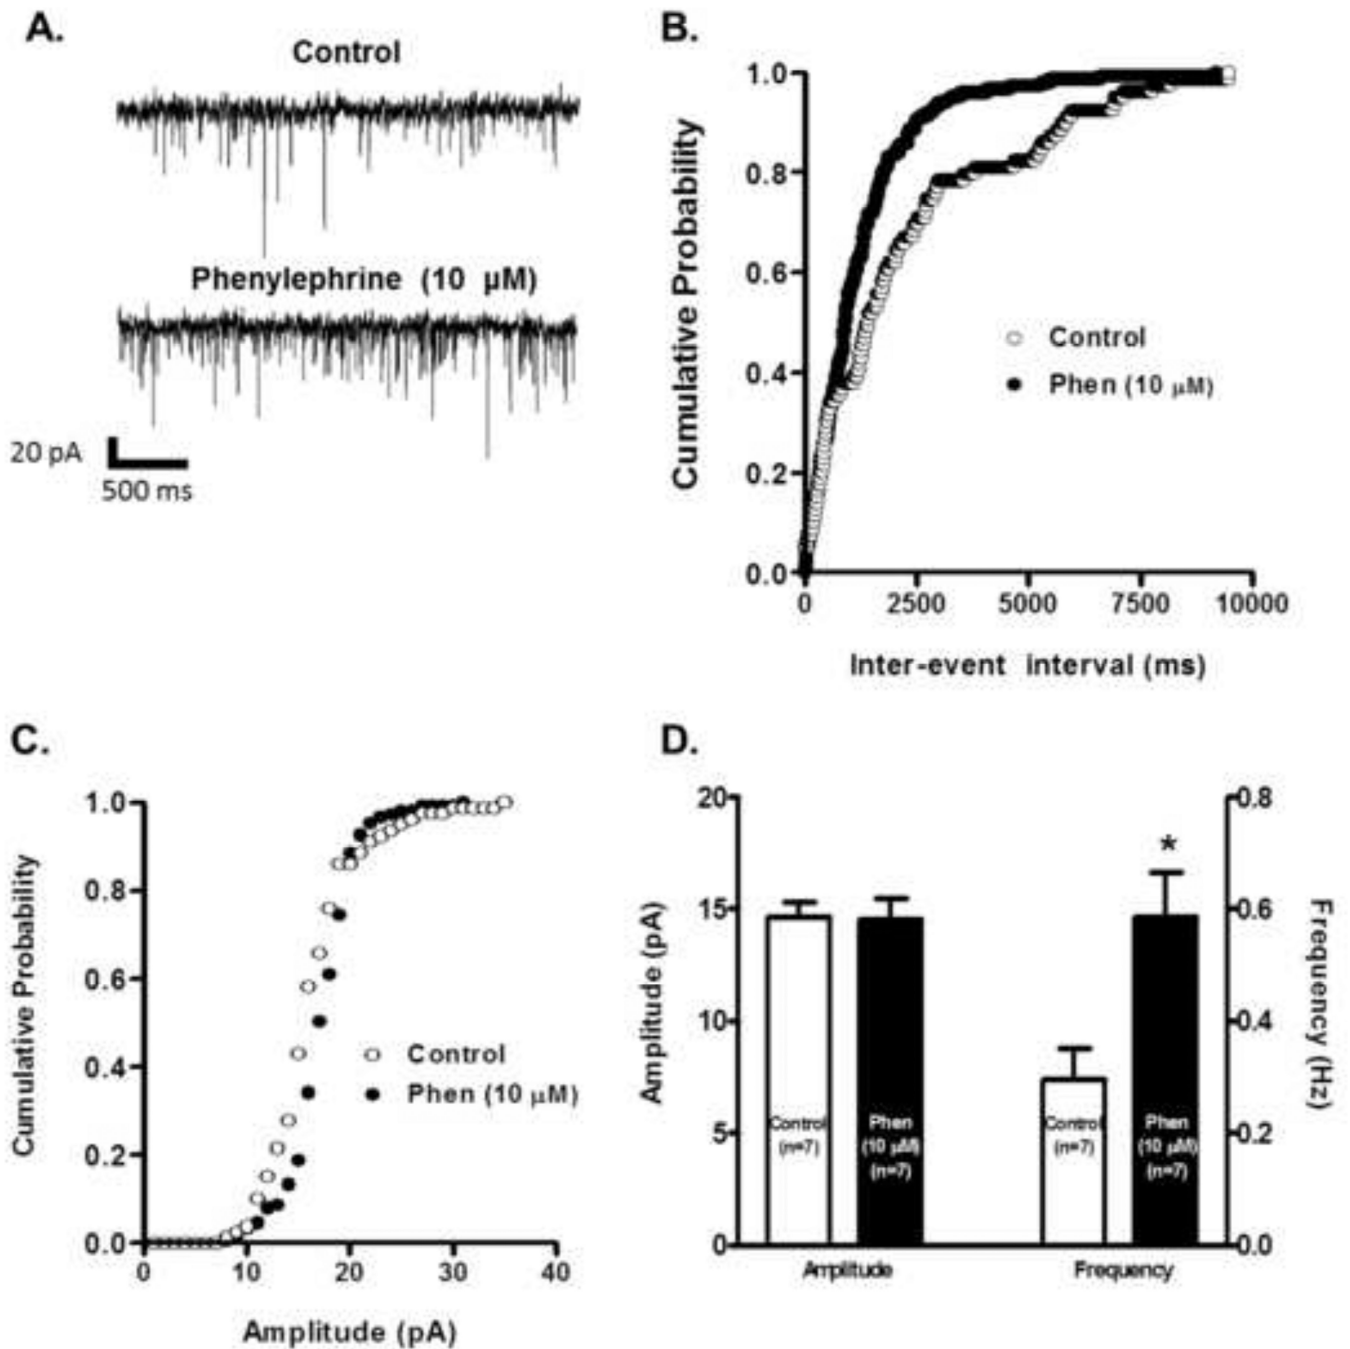 A.
Control
Phenylephrine (10 µM)
20 pA
500 ms
B.
Cumulative Probability
1.0
0.8
0.6
0.4
0.2
0.0
0 2500 5000 7500 10000
Inter-event interval (ms)
Control
Phen (10 µM)
C.
Cumulative Probability
1.0
0.8
0.6
0.4
0.2
0.0
0 10 20 30 40
Amplitude (pA)
Control
Phen (10 µM)
D.
Amplitude (pA)
20
15
10
5
0
Control
(n=7)
Phen
(10 µM)
(n=7)
Control
(n=7)
*
Phen
(10 µM)
(n=7)
Amplitude Frequency
0.8
0.6
0.4
0.2
0.0
Frequency (Hz)